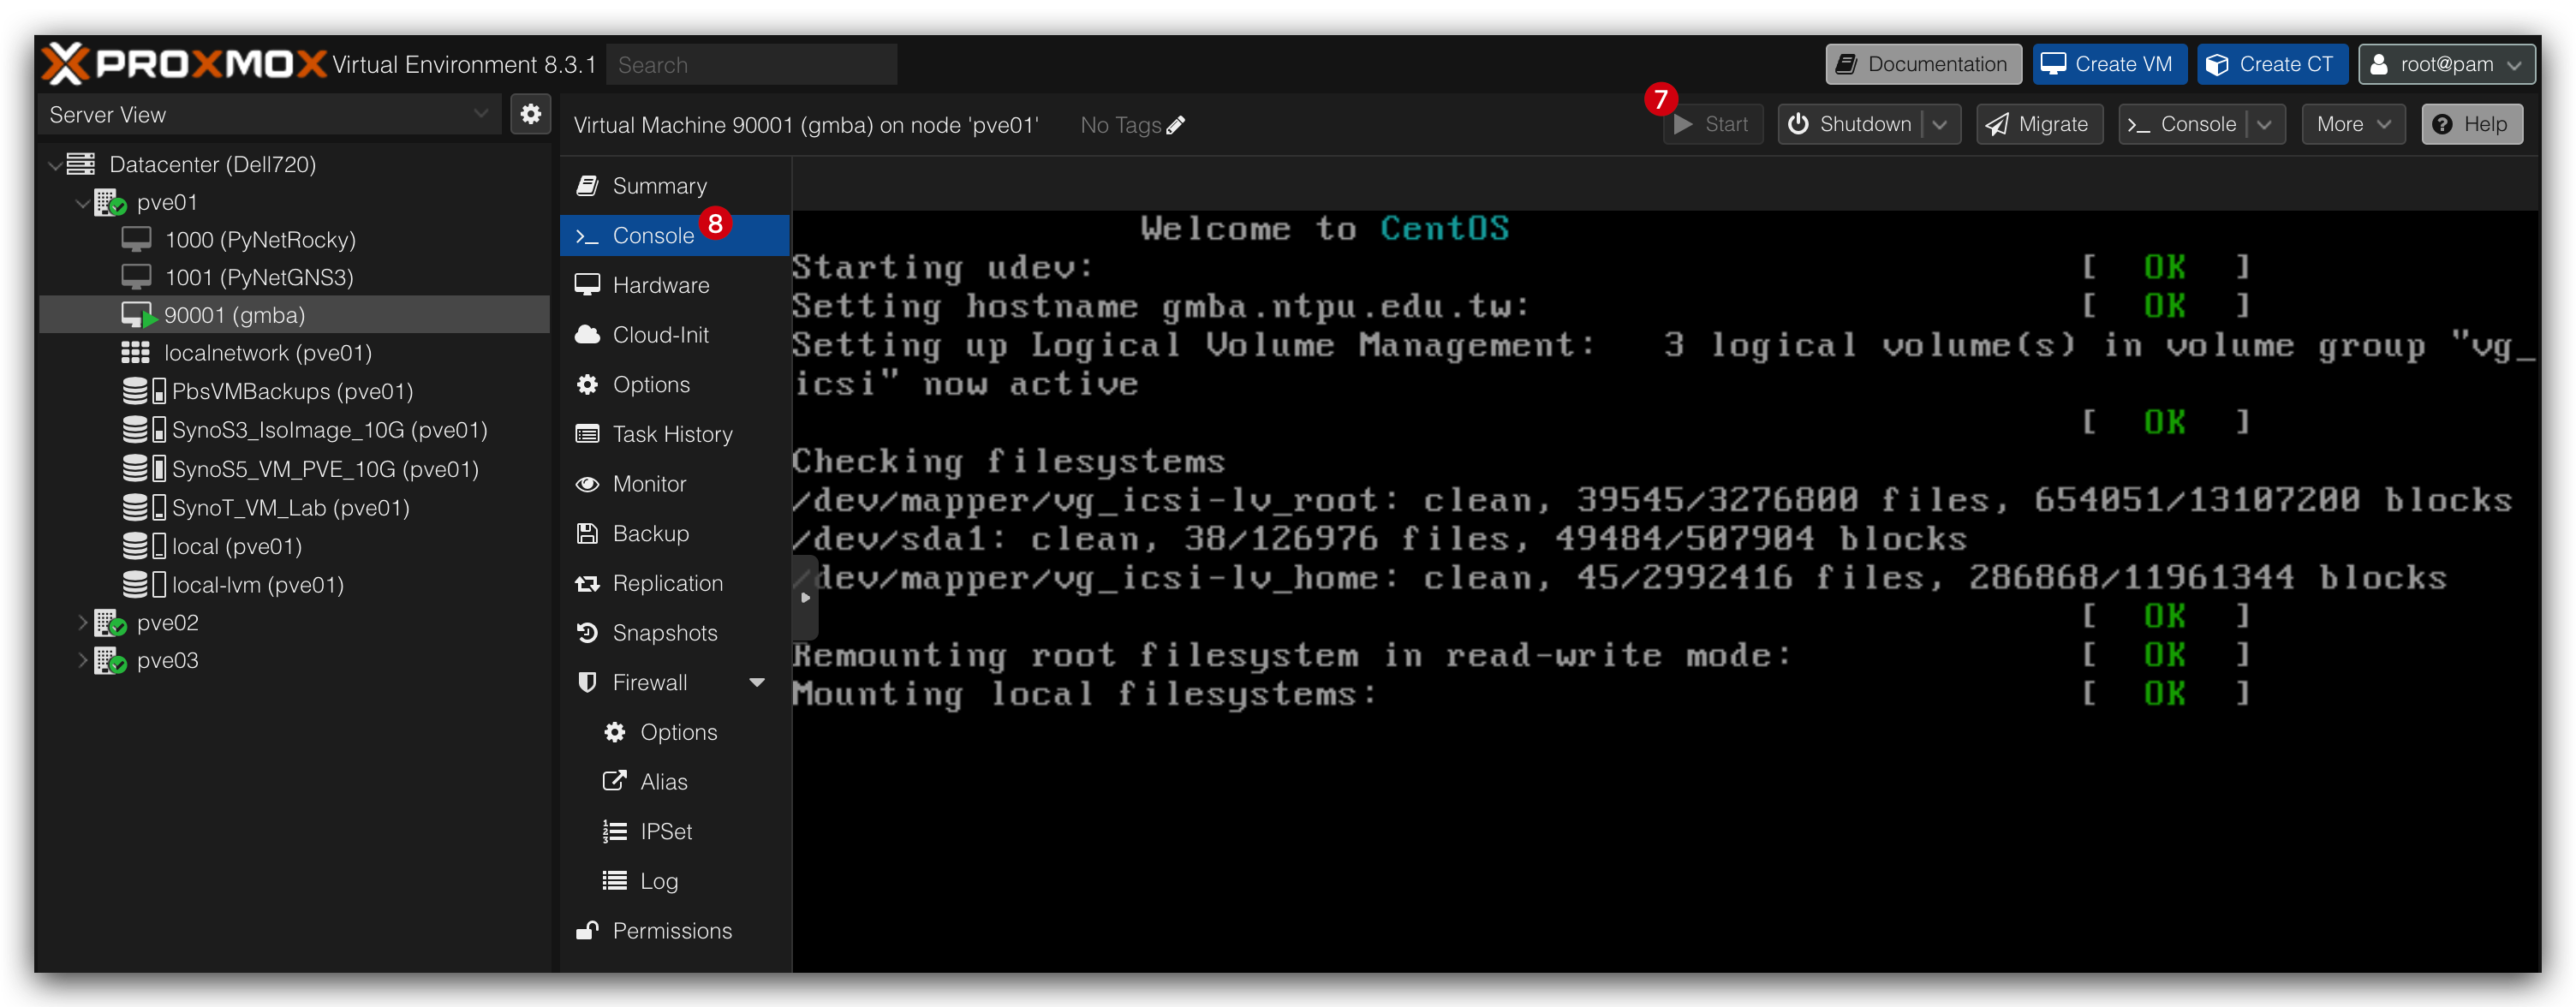 PROXMOX Virtual Environment 8.3.1 Search Documentation Create VM Create CT root@pam
Server View
Virtual Machine 90001 (gmba) on node 'pve01' No Tags 7 Start Shutdown Migrate Console More Help
Datacenter (Dell720)
pve01
1000 (PyNetRocky)
1001 (PyNetGNS3)
90001 (gmba)
localnetwork (pve01)
PbsVMBackups (pve01)
SynoS3_IsoImage_10G (pve01)
SynoS5_VM_PVE_10G (pve01)
SynoT_VM_Lab (pve01)
local (pve01)
local-lvm (pve01)
pve02
pve03
Summary
Console 8
Hardware
Cloud-Init
Options
Task History
Monitor
Backup
Replication
Snapshots
Firewall
Options
Alias
IPSet
Log
Permissions
Welcome to CentOS
Starting udev: [ OK ]
Setting hostname gmba.ntpu.edu.tw: [ OK ]
Setting up Logical Volume Management: 3 logical volume(s) in volume group "vg_
icsi" now active
[ OK ]
Checking filesystems
/dev/mapper/vg_icsi-lv_root: clean, 39545/3276800 files, 654051/13107200 blocks
/dev/sda1: clean, 38/126976 files, 49484/507904 blocks
/dev/mapper/vg_icsi-lv_home: clean, 45/2992416 files, 286868/11961344 blocks
[ OK ]
Remounting root filesystem in read-write mode: [ OK ]
Mounting local filesystems: [ OK ]